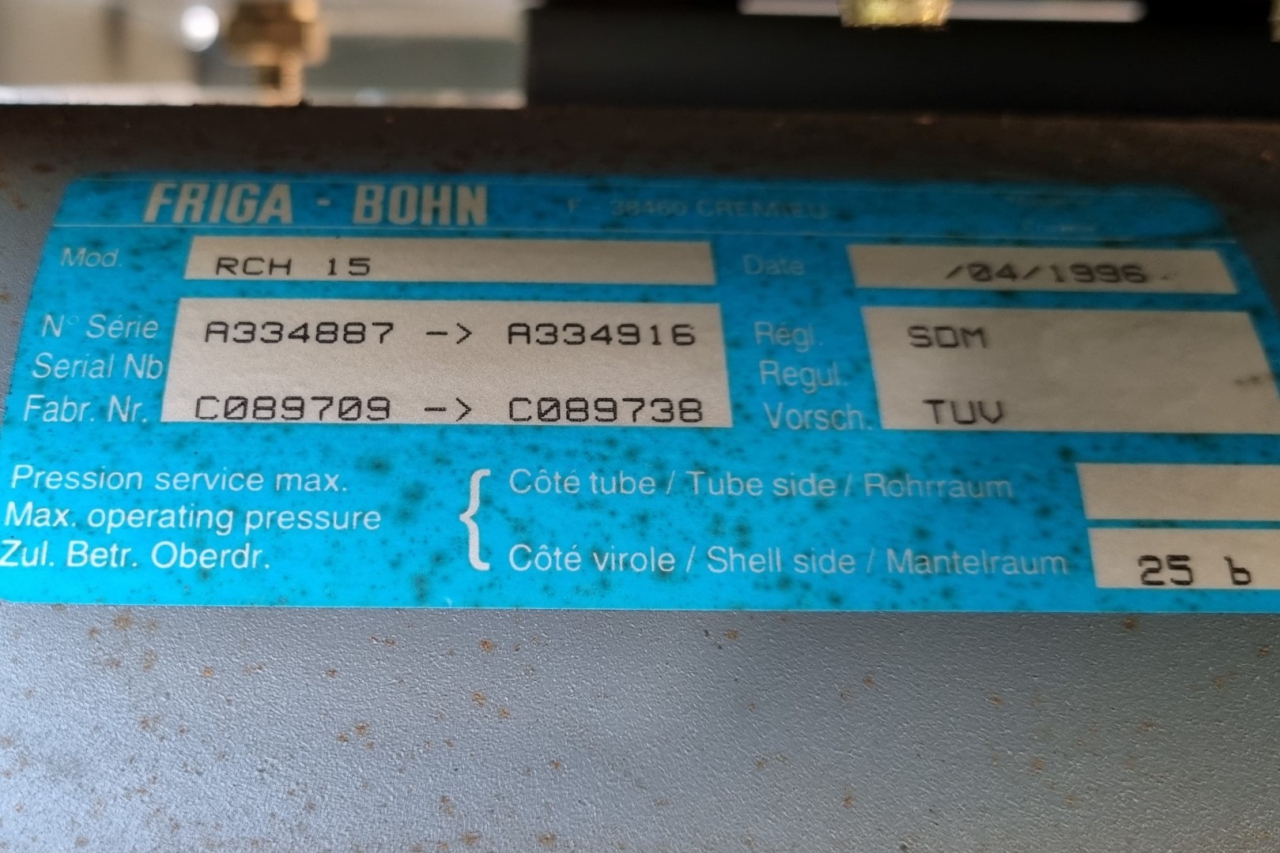 FRIGA - BOHN F 38460 CREMIEU
Mod. RCH 15 Date /04/1996
N° Série A334887 -> A334916 Régl. SDM
Serial Nb Regul.
Fabr. Nr. C089709 -> C089738 Vorsch. TUV
Pression service max. { Côté tube / Tube side / Rohrraum
Max. operating pressure
Zul. Betr. Oberdr. Côté virole / Shell side / Mantelraum 25 b